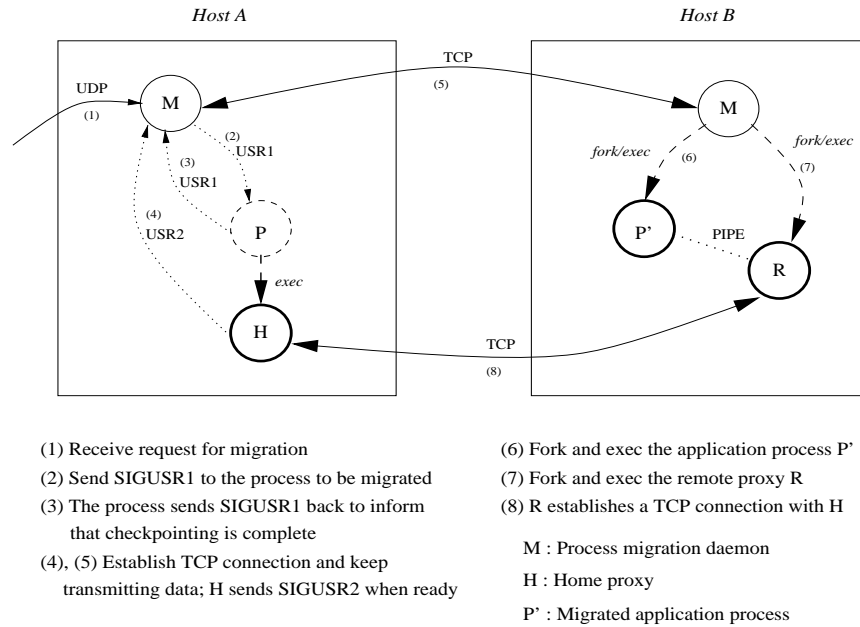 Host A
Host B
TCP
(5)
UDP
(1)
M
M
(2)
USR1
(3)
USR1
fork/exec
(6)
fork/exec
(7)
(4)
USR2
P
P'
PIPE
R
exec
H
TCP
(8)
(1) Receive request for migration
(2) Send SIGUSR1 to the process to be migrated
(3) The process sends SIGUSR1 back to inform
that checkpointing is complete
(4), (5) Establish TCP connection and keep
transmitting data; H sends SIGUSR2 when ready
(6) Fork and exec the application process P'
(7) Fork and exec the remote proxy R
(8) R establishes a TCP connection with H
M : Process migration daemon
H : Home proxy
P' : Migrated application process